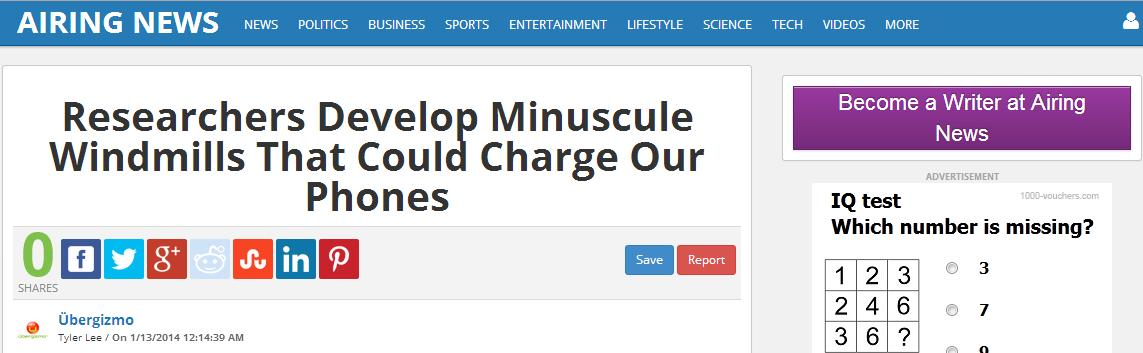 AIRING NEWS NEWS POLITICS BUSINESS SPORTS ENTERTAINMENT LIFESTYLE SCIENCE TECH VIDEOS MORE
Researchers Develop Minuscule
Windmills That Could Charge Our
Phones
0
SHARES
Save Report
Übergizmo
Tyler Lee / On 1/13/2014 12:14:39 AM
Become a Writer at Airing
News
ADVERTISEMENT
IQ test
1000-vouchers.com
Which number is missing?
1 2 3
2 4 6
3 6 ?
3
7
9